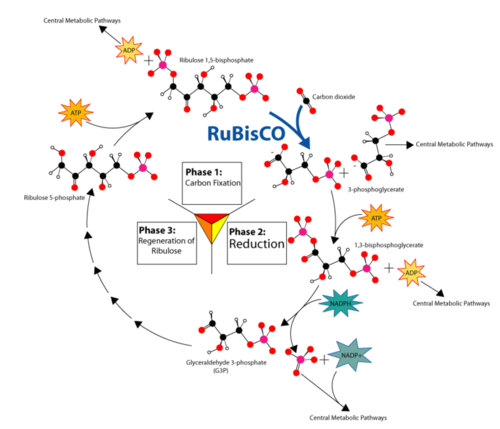 Central Metabolic Pathways
ADP
+
Ribulose 1,5-bisphosphate
Carbon dioxide
ATP
RuBisCO
Central Metabolic Pathways
+
3-phosphoglycerate
Ribulose 5-phosphate
Phase 1:
Carbon Fixation
Phase 3:
Regeneration of
Ribulose
Phase 2:
Reduction
ATP
1,3-bisphosphoglycerate
+
ADP
Central Metabolic Pathways
NADPH
Glyceraldehyde 3-phosphate
(G3P)
+
NADP+
Central Metabolic Pathways